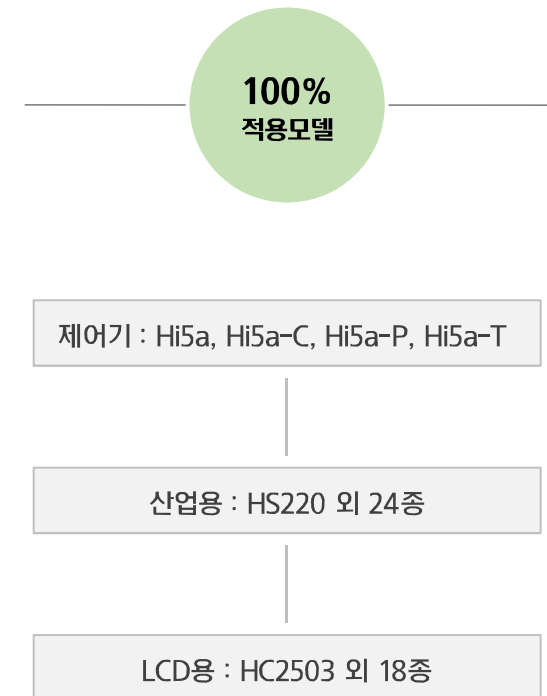 100%
적용모델
제어기 : Hi5a, Hi5a-C, Hi5a-P, Hi5a-T
산업용 : HS220 외 24종
LCD용 : HC2503 외 18종